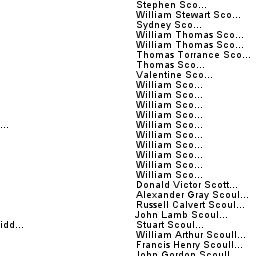 Stephen Sco...
William Stewart Sco...
Sydney Sco...
William Thomas Sco...
William Thomas Sco...
Thomas Torrance Sco...
Thomas Sco...
Valentine Sco...
William Sco...
William Sco...
William Sco...
William Sco...
... William Sco...
William Sco...
William Sco...
William Sco...
William Sco...
William Sco...
Donald Victor Scott...
Alexander Gray Scoul...
Russell Calvert Scoul...
John Lamb Scoul...
idd... Stuart Scoul...
William Arthur Scoull...
Francis Henry Scoull...
John Gordon Scoull